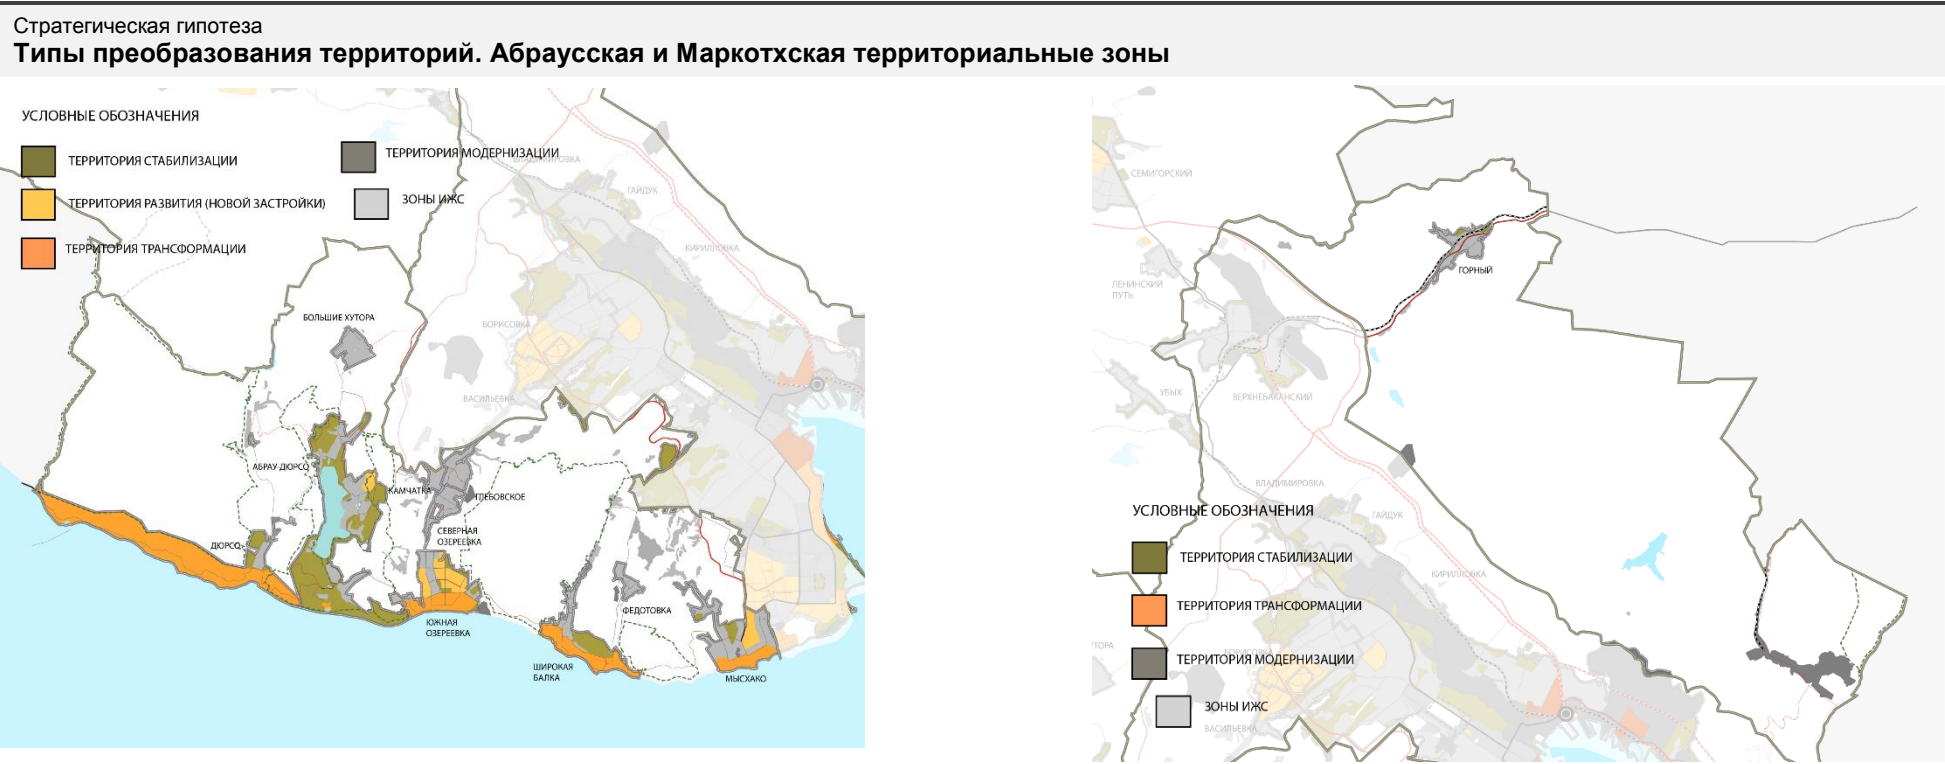 Стратегическая гипотеза
Типы преобразования территорий. Абраусская и Маркотхская территориальные зоны
УСЛОВНЫЕ ОБОЗНАЧЕНИЯ
ТЕРРИТОРИЯ СТАБИЛИЗАЦИИ
ТЕРРИТОРИЯ МОДЕРНИЗАЦИИ
ТЕРРИТОРИЯ РАЗВИТИЯ (НОВОЙ ЗАСТРОЙКИ)
ЗОНЫ ИЖС
ТЕРРИТОРИЯ ТРАНСФОРМАЦИИ
ВЛАДИМИРОВКА
ГАЙДУК
КИРИЛЛОВКА
БОЛЬШИЕ ХУТОРА
БОРИСОВКА
ВАСИЛЬЕВКА
АБРАУ-ДЮРСО
КАМЧАТКА
ГЛЕБОВСКОЕ
СЕВЕРНАЯ
ОЗЕРЕЕВКА
ДЮРСО
ЮЖНАЯ
ОЗЕРЕЕВКА
ФЕДОТОВКА
ШИРОКАЯ
БАЛКА
МЫСХАКО
СЕМИГОРСКИЙ
ГОРНЫЙ
ЛЕНИНСКИЙ
ПУТЬ
УБЫХ
ВЕРХНЕБАКАНСКИЙ
ВЛАДИМИРОВКА
УСЛОВНЫЕ ОБОЗНАЧЕНИЯ
ГАЙДУК
ТЕРРИТОРИЯ СТАБИЛИЗАЦИИ
КИРИЛЛОВКА
ТЕРРИТОРИЯ ТРАНСФОРМАЦИИ
УТОРА
БОРИСОВКА
ТЕРРИТОРИЯ МОДЕРНИЗАЦИИ
ЗОНЫ ИЖС
ВАСИЛЬЕВКА